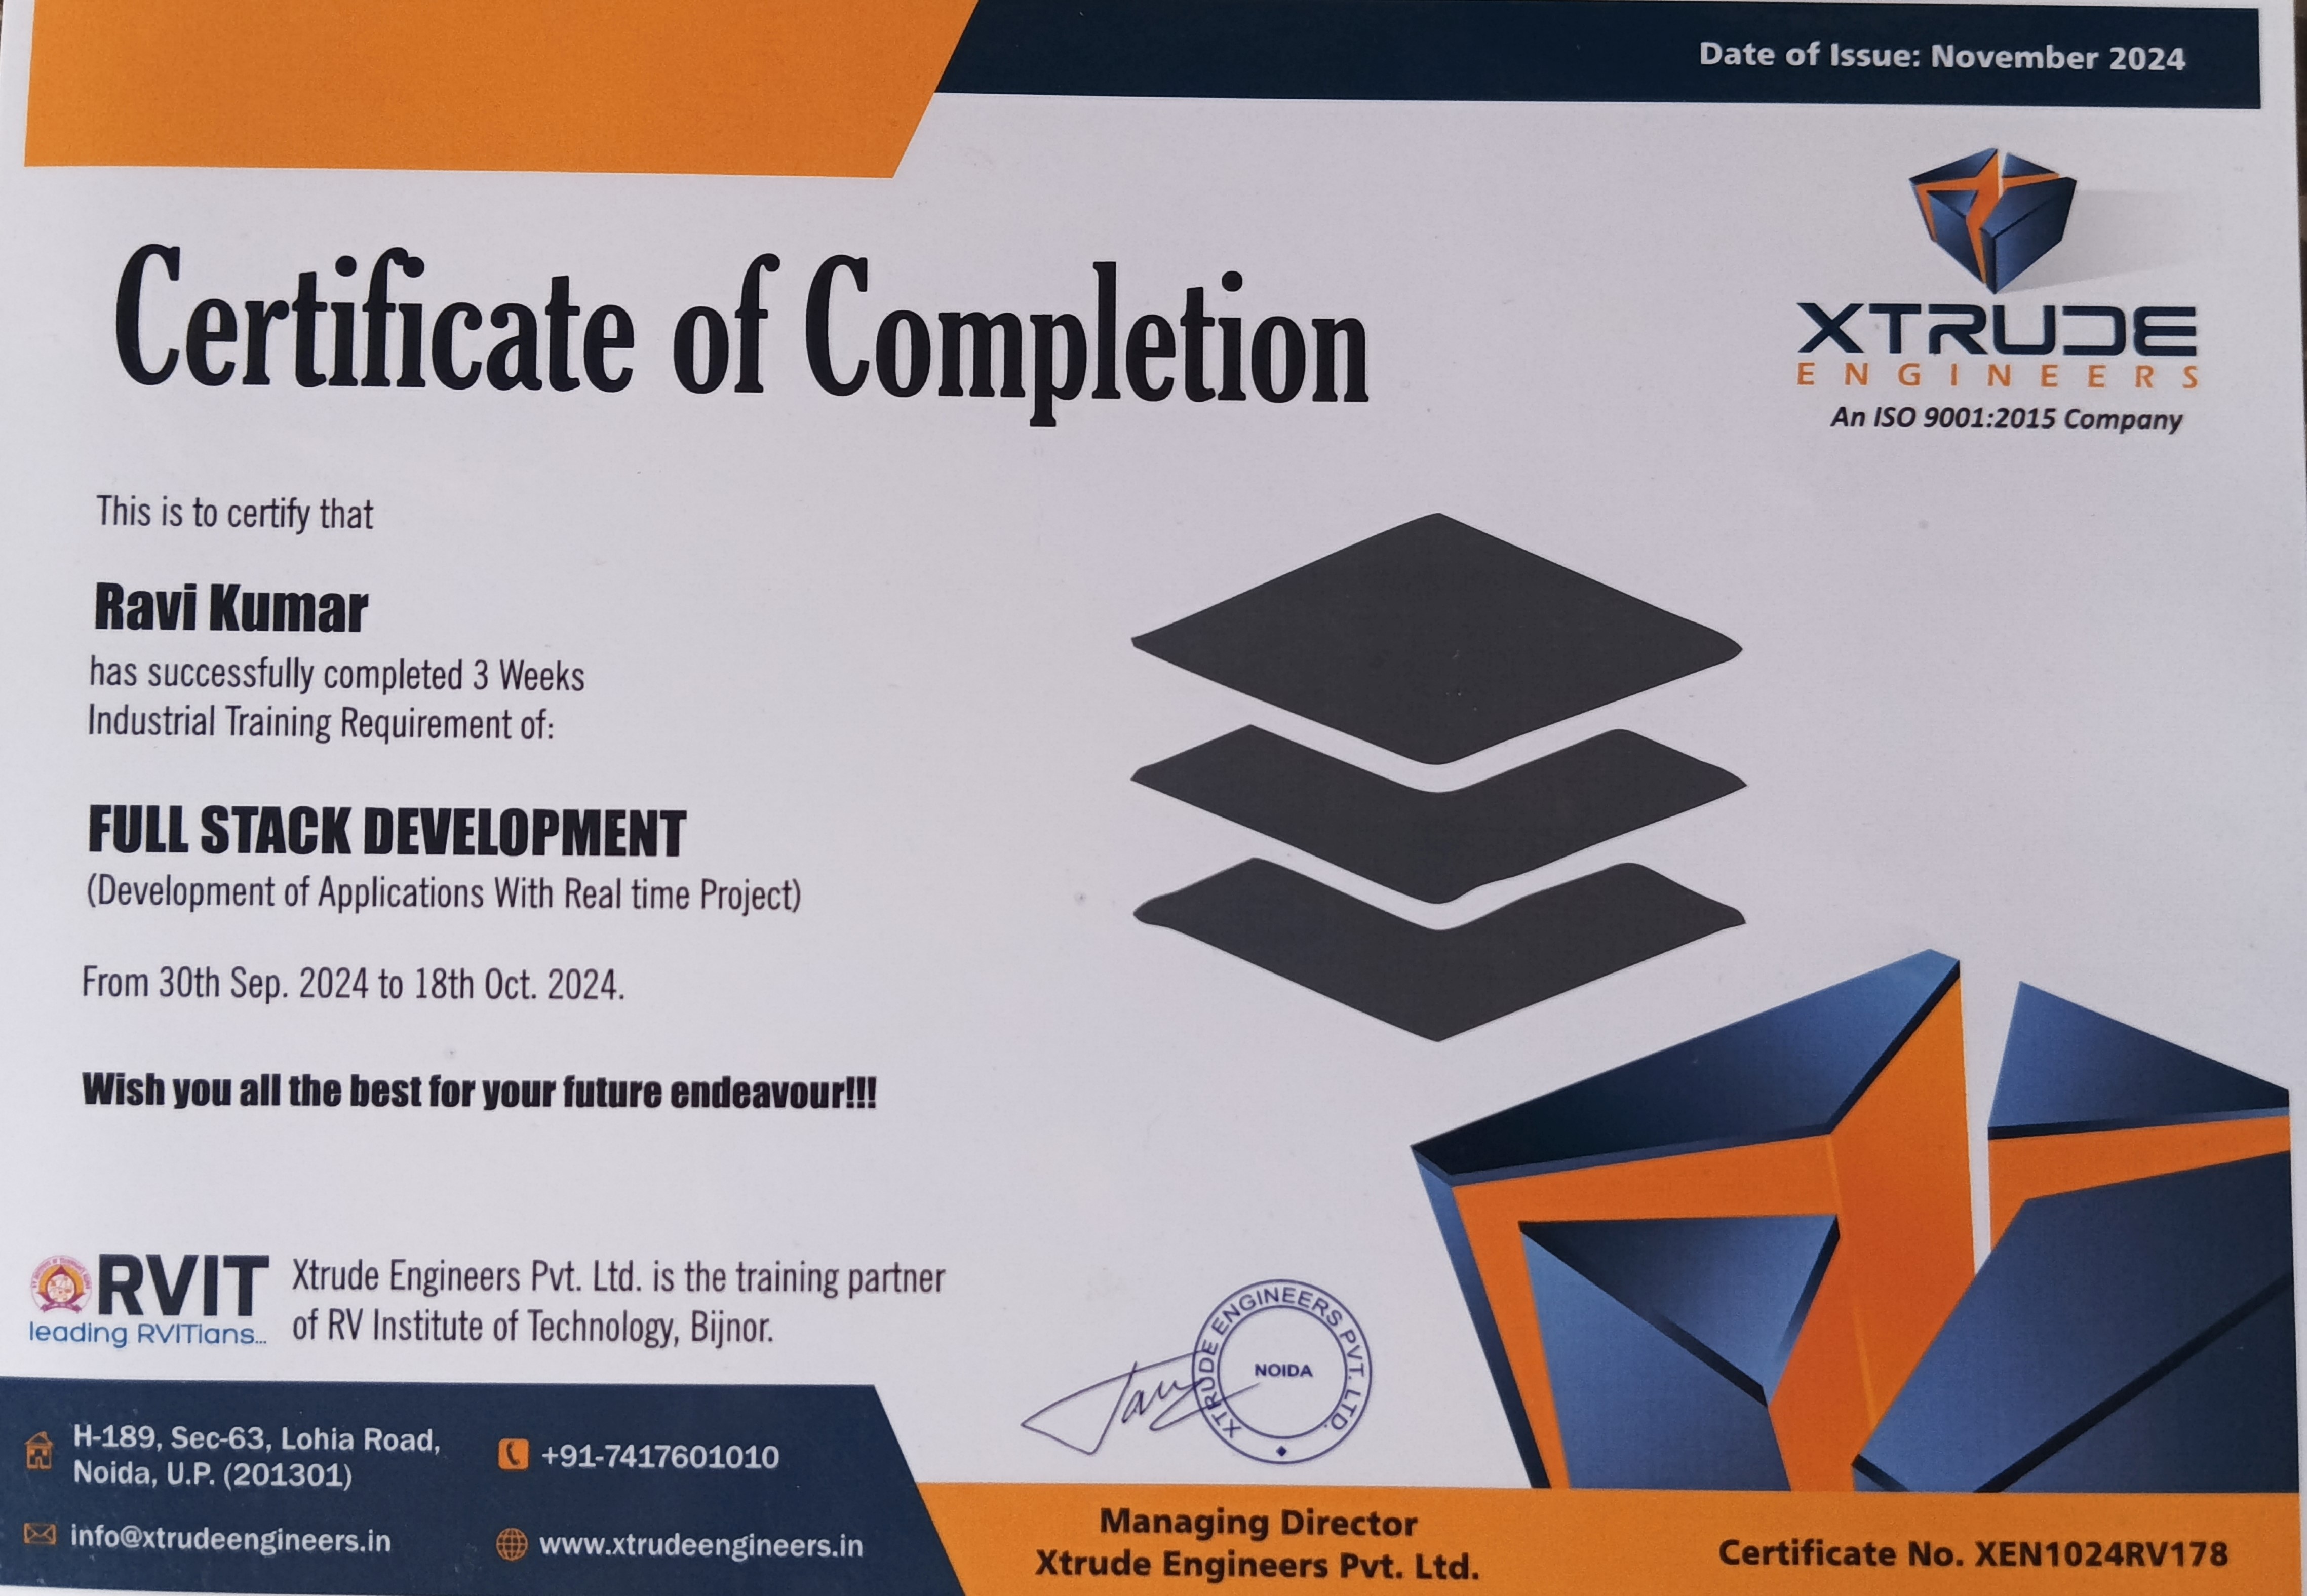 Date of Issue: November 2024
XTRUDE
ENGINEERS
An ISO 9001:2015 Company
Certificate of Completion
This is to certify that
Ravi Kumar
has successfully completed 3 Weeks
Industrial Training Requirement of:
FULL STACK DEVELOPMENT
(Development of Applications With Real time Project)
From 30th Sep. 2024 to 18th Oct. 2024.
Wish you all the best for your future endeavour!!!
RVIT
leading RVITians...
Xtrude Engineers Pvt. Ltd. is the training partner
of RV Institute of Technology, Bijnor.
XTRUDE ENGINEERS PVT. LTD.
NOIDA
H-189, Sec-63, Lohia Road,
Noida, U.P. (201301)
+91-7417601010
info@xtrudeengineers.in
www.xtrudeengineers.in
Managing Director
Xtrude Engineers Pvt. Ltd.
Certificate No. XEN1024RV178